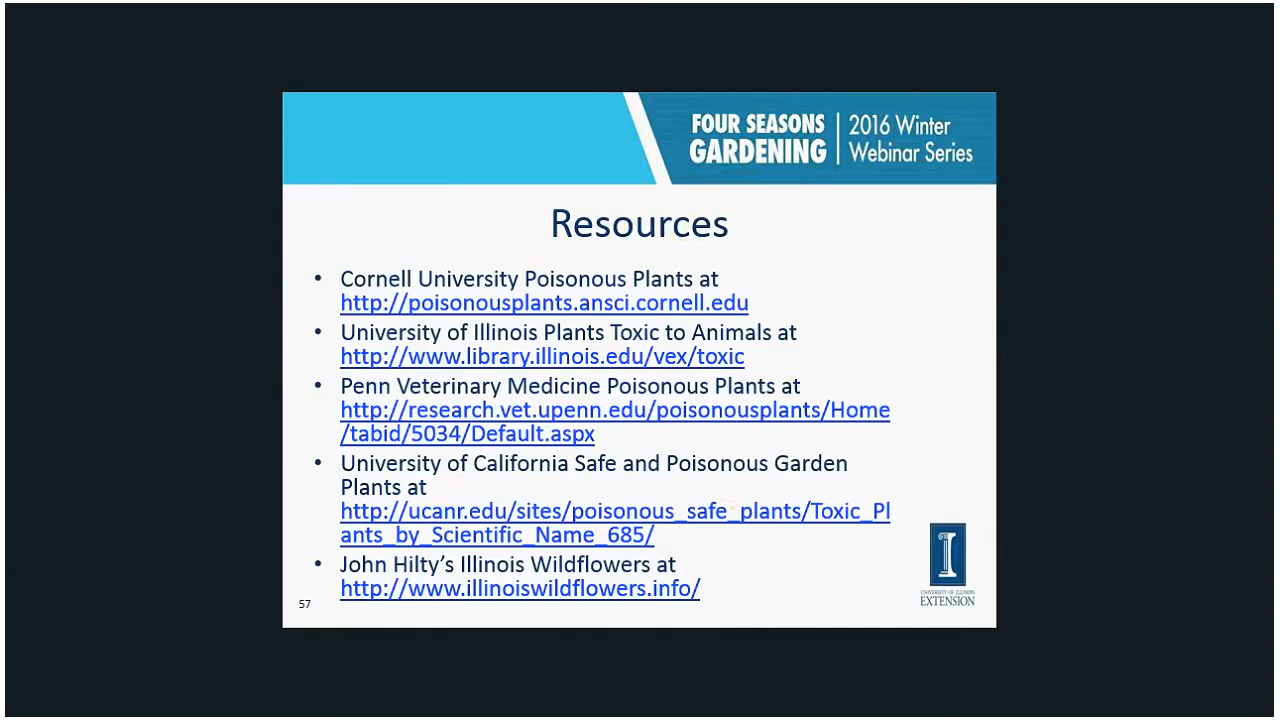 FOUR SEASONS
GARDENING
2016 Winter
Webinar Series
Resources
• Cornell University Poisonous Plants at
http://poisonousplants.ansci.cornell.edu
• University of Illinois Plants Toxic to Animals at
http://www.library.illinois.edu/vex/toxic
• Penn Veterinary Medicine Poisonous Plants at
http://research.vet.upenn.edu/poisonousplants/Home
/tabid/5034/Default.aspx
• University of California Safe and Poisonous Garden
Plants at
http://ucanr.edu/sites/poisonous_safe_plants/Toxic_Pl
ants_by_Scientific_Name_685/
• John Hilty’s Illinois Wildflowers at
http://www.illinoiswildflowers.info/
57
I
UNIVERSITY OF ILLINOIS
EXTENSION